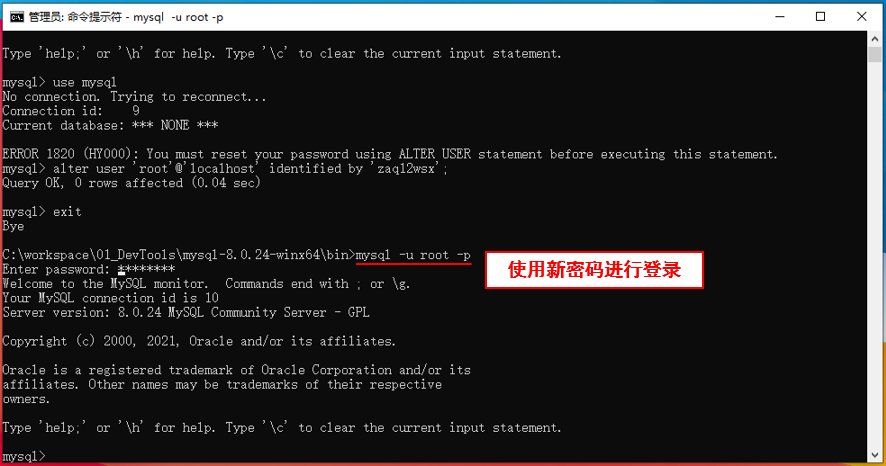 管理员: 命令提示符 - mysql  -u root -p
Type 'help;' or '\h' for help. Type '\c' to clear the current input statement.
mysql> use mysql
No connection. Trying to reconnect...
Connection id:    9
Current database: *** NONE ***
ERROR 1820 (HY000): You must reset your password using ALTER USER statement before executing this statement.
mysql> alter user 'root'@'localhost' identified by 'zaq12wsx';
Query OK, 0 rows affected (0.04 sec)
mysql> exit
Bye
C:\workspace\01_DevTools\mysql-8.0.24-winx64\bin>mysql -u root -p
Enter password: ********
使用新密码进行登录
Welcome to the MySQL monitor.  Commands end with ; or \g.
Your MySQL connection id is 10
Server version: 8.0.24 MySQL Community Server - GPL
Copyright (c) 2000, 2021, Oracle and/or its affiliates.
Oracle is a registered trademark of Oracle Corporation and/or its
affiliates. Other names may be trademarks of their respective
owners.
Type 'help;' or '\h' for help. Type '\c' to clear the current input statement.
mysql>